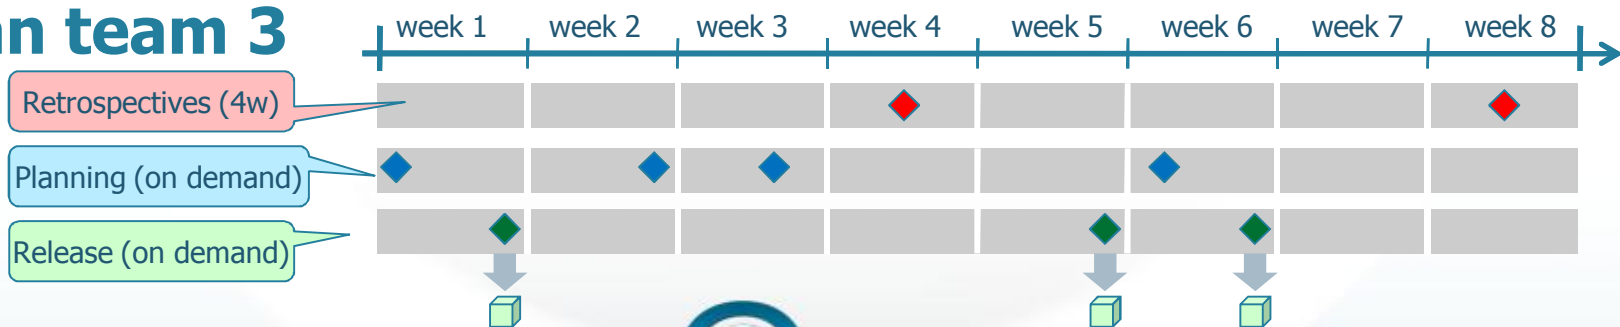 n team 3
week 1 week 2 week 3 week 4 week 5 week 6 week 7 week 8
Retrospectives (4w)
Planning (on demand)
Release (on demand)